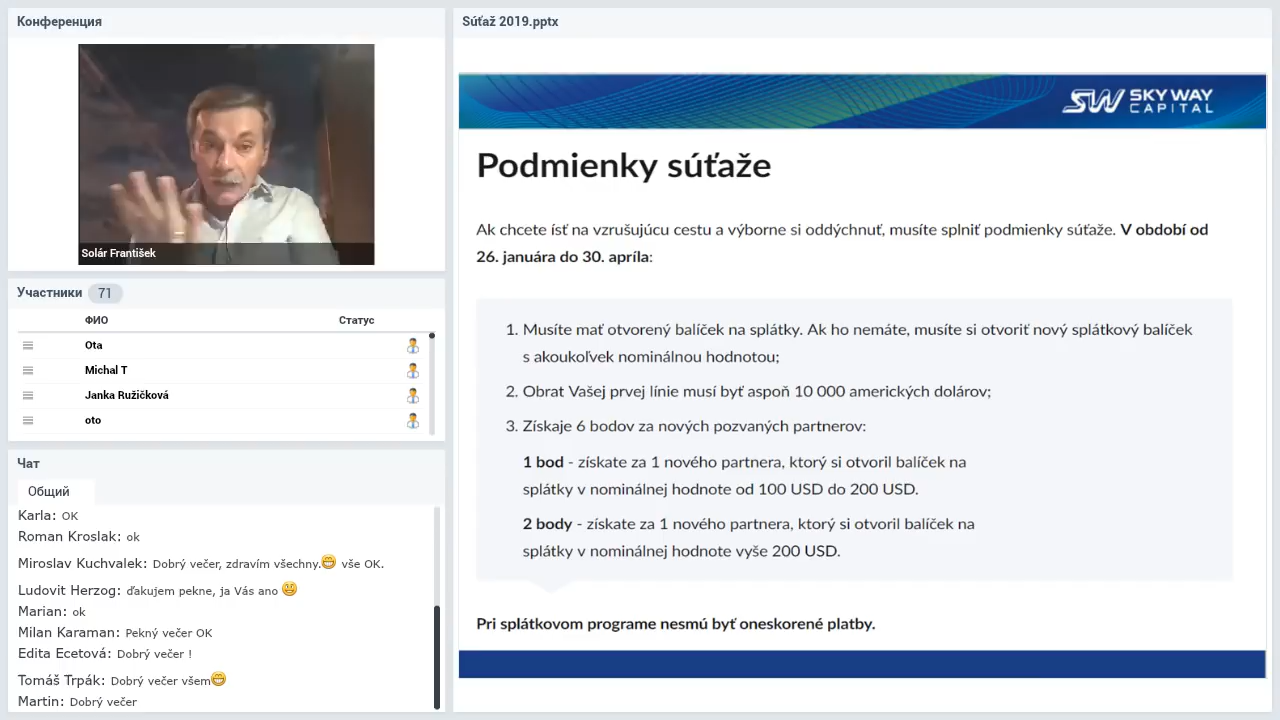 Конференция
Solár František
Участники 71
ФИО Статус
Ota
Michal T
Janka Ružičková
oto
Чат
Общий
Karla: OK
Roman Kroslak: ok
Miroslav Kuchvalek: Dobrý večer, zdravím všechny.😁 vše OK.
Ludovit Herzog: ďakujem pekne, ja Vás ano
Marian: ok
Milan Karaman: Pekný večer OK
Edita Ecetová: Dobrý večer !
Tomáš Trpák: Dobrý večer všem😁
Martin: Dobrý večer
Súťaž 2019.pptx
SW SKY WAY
CAPITAL
Podmienky súťaže
Ak chcete ísť na vzrušujúcu cestu a výborne si oddýchnuť, musíte splniť podmienky súťaže. V období od
26. januára do 30. apríla:
1. Musíte mať otvorený balíček na splátky. Ak ho nemáte, musíte si otvoriť nový splátkový balíček
s akoukoľvek nominálnou hodnotou;
2. Obrat Vašej prvej línie musí byť aspoň 10 000 amerických dolárov;
3. Získaje 6 bodov za nových pozvaných partnerov:
1 bod - získate za 1 nového partnera, ktorý si otvoril balíček na
splátky v nominálnej hodnote od 100 USD do 200 USD.
2 body - získate za 1 nového partnera, ktorý si otvoril balíček na
splátky v nominálnej hodnote vyše 200 USD.
Pri splátkovom programe nesmú byť oneskorené platby.